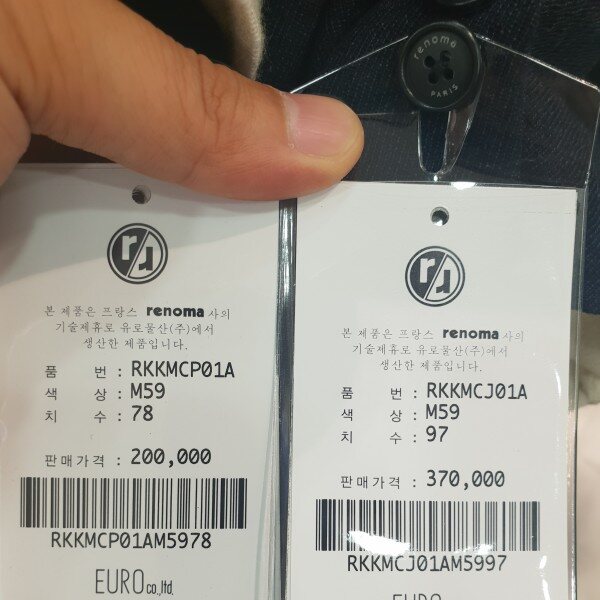 renoma
PARIS
본 제품은 프랑스 renoma 사의
기술제휴로 유로물산(주)에서
생산한 제품입니다.
품 번 : RKKMCP01A
색 상 : M59
치 수 : 78
판매가격 : 200,000
RKKMCP01AM5978
EURO co.,ltd.
본 제품은 프랑스 renoma 사의
기술제휴로 유로물산(주)에서
생산한 제품입니다.
품 번 : RKKMCJ01A
색 상 : M59
치 수 : 97
판매가격 : 370,000
RKKMCJ01AM5997
EURO